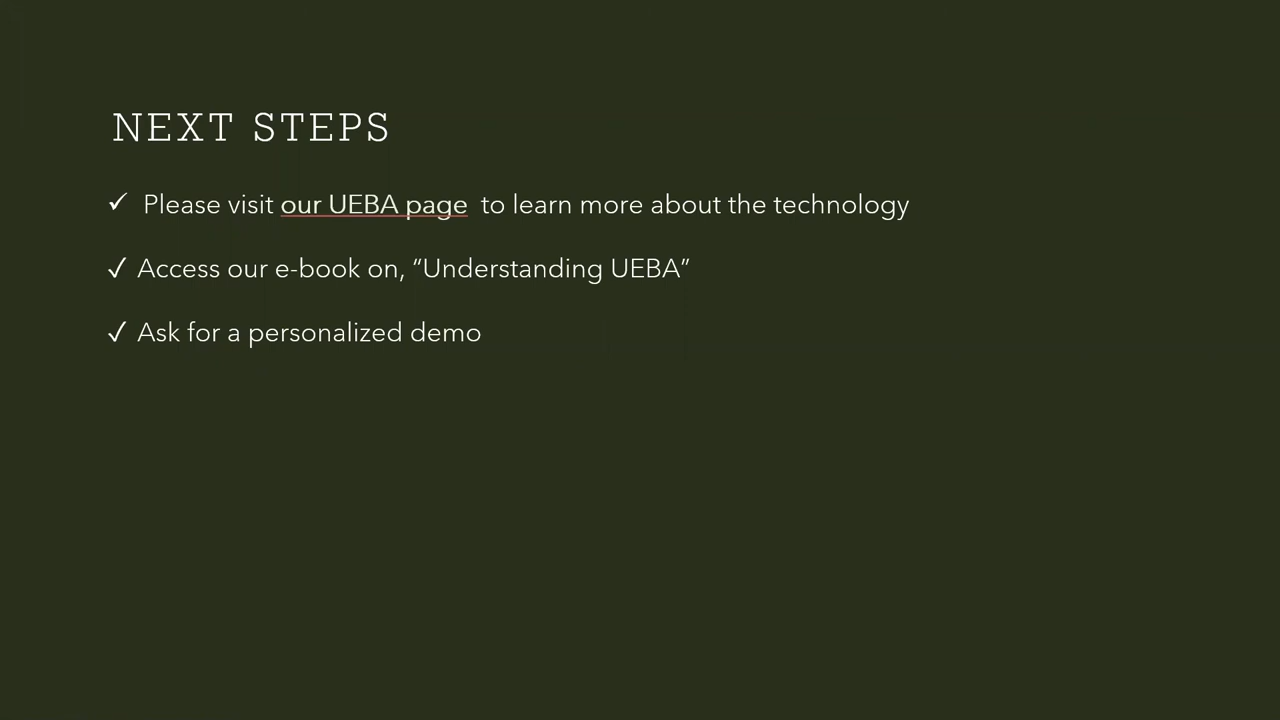 NEXT STEPS
✓ Please visit our UEBA page to learn more about the technology
✓ Access our e-book on, “Understanding UEBA”
✓ Ask for a personalized demo